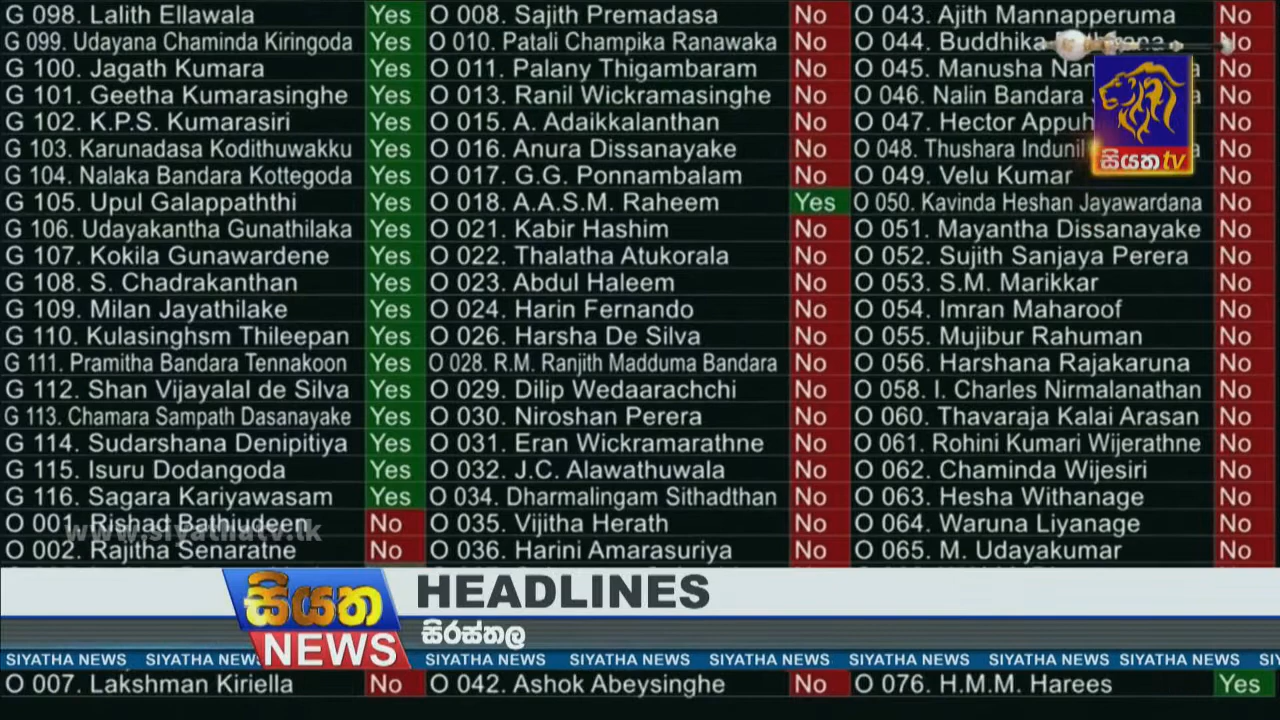 G 098. Lalith Ellawala Yes O 008. Sajith Premadasa No O 043. Ajith Mannapperuma No
G 099. Udayana Chaminda Kiringoda Yes O 010. Patali Champika Ranawaka No O 044. Buddhika No
G 100. Jagath Kumara Yes O 011. Palany Thigambaram No O 045. Manusha No
G 101. Geetha Kumarasinghe Yes O 013. Ranil Wickramasinghe No O 046. Nalin Bandara No
G 102. K.P.S. Kumarasiri Yes O 015. A. Adaikkalanthan No O 047. Hector No
G 103. Karunadasa Kodithuwakku Yes O 016. Anura Dissanayake No O 048. Thushara No
G 104. Nalaka Bandara Kottegoda Yes O 017. G.G. Ponnambalam No O 049. Velu Kumar No
G 105. Upul Galappaththi Yes O 018. A.A.S.M. Raheem Yes O 050. Kavinda Heshan Jayawardana No
G 106. Udayakantha Gunathilaka Yes O 021. Kabir Hashim No O 051. Mayantha Dissanayake No
G 107. Kokila Gunawardene Yes O 022. Thalatha Atukorala No O 052. Sujith Sanjaya Perera No
G 108. S. Chadrakanthan Yes O 023. Abdul Haleem No O 053. S.M. Marikkar No
G 109. Milan Jayathilake Yes O 024. Harin Fernando No O 054. Imran Maharoof No
G 110. Kulasinghsm Thileepan Yes O 026. Harsha De Silva No O 055. Mujibur Rahuman No
G 111. Pramitha Bandara Tennakoon Yes O 028. R.M. Ranjith Madduma Bandara No O 056. Harshana Rajakaruna No
G 112. Shan Vijayalal de Silva Yes O 029. Dilip Wedaarachchi No O 058. I. Charles Nirmalanathan No
G 113. Chamara Sampath Dasanayake Yes O 030. Niroshan Perera No O 060. Thavaraja Kalai Arasan No
G 114. Sudarshana Denipitiya Yes O 031. Eran Wickramarathne No O 061. Rohini Kumari Wijerathne No
G 115. Isuru Dodangoda Yes O 032. J.C. Alawathuwala No O 062. Chaminda Wijesiri No
G 116. Sagara Kariyawasam Yes O 034. Dharmalingam Sithadthan No O 063. Hesha Withanage No
O 001. Rishad Bathiudeen No O 035. Vijitha Herath No O 064. Waruna Liyanage No
O 002. Rajitha Senaratne No O 036. Harini Amarasuriya No O 065. M. Udayakumar No
සියත tv
www.siyathatv.lk
සියත
NEWS
HEADLINES
සිරස්තල
SIYATHA NEWS SIYATHA NEWS SIYATHA NEWS SIYATHA NEWS SIYATHA NEWS SIYATHA NEWS SIYATHA NEWS
O 007. Lakshman Kiriella No O 042. Ashok Abeysinghe No O 076. H.M.M. Harees Yes